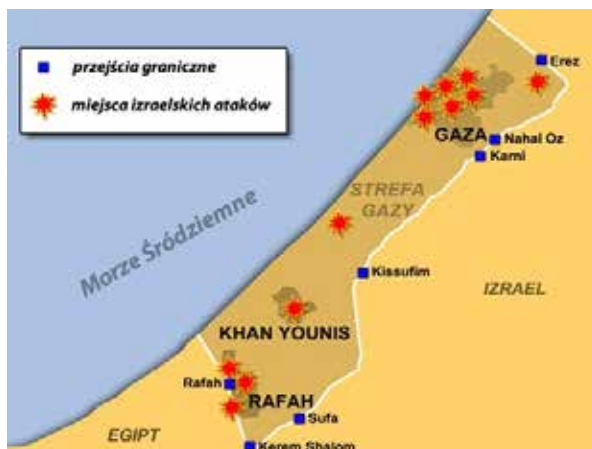 przejścia graniczne
miejsca izraelskich ataków
Erez
GAZA
Nahal Oz
Karni
STREFA
GAZY
Morze Śródziemne
Kissufim
IZRAEL
KHAN YOUNIS
Rafah
RAFAH
Sufa
EGIPT
Kerem Shalom